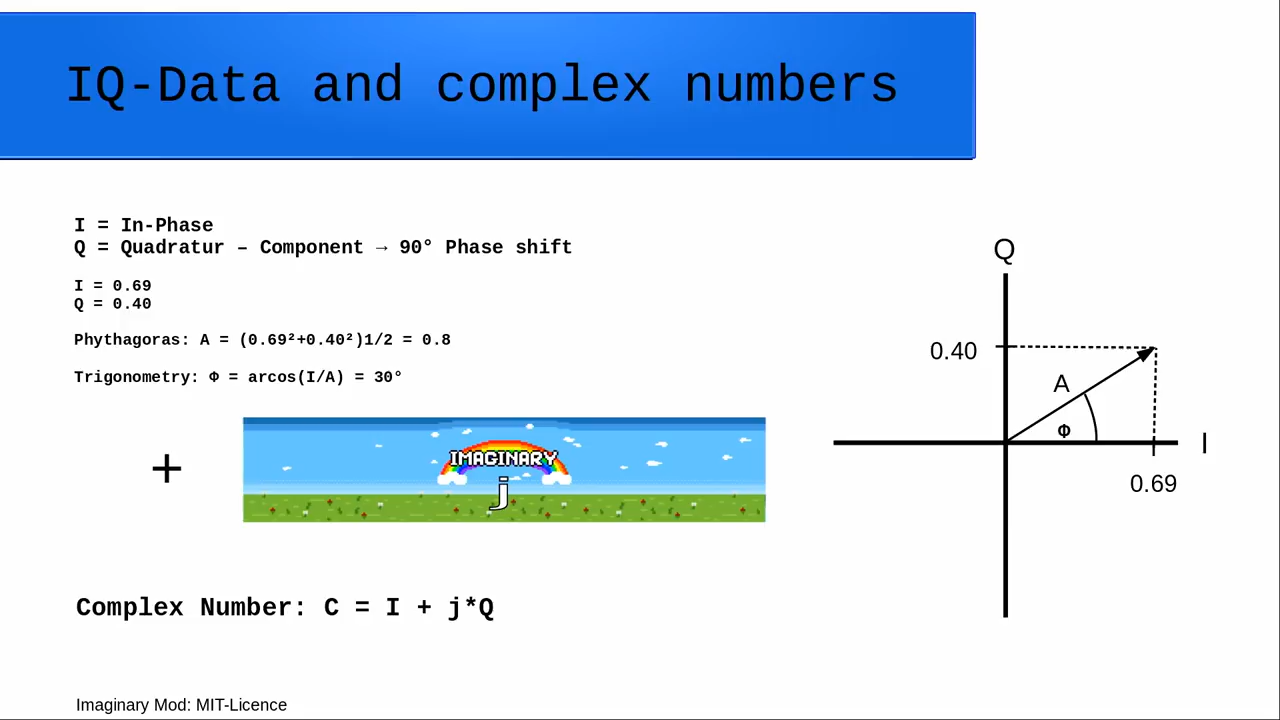 IQ-Data and complex numbers
I = In-Phase
Q = Quadratur – Component → 90° Phase shift
I = 0.69
Q = 0.40
Phythagoras: A = (0.69²+0.40²)1/2 = 0.8
Trigonometry: Φ = arcos(I/A) = 30°
+
IMAGINARY
j
Complex Number: C = I + j*Q
Imaginary Mod: MIT-Licence
Q
0.40
A
Φ
I
0.69